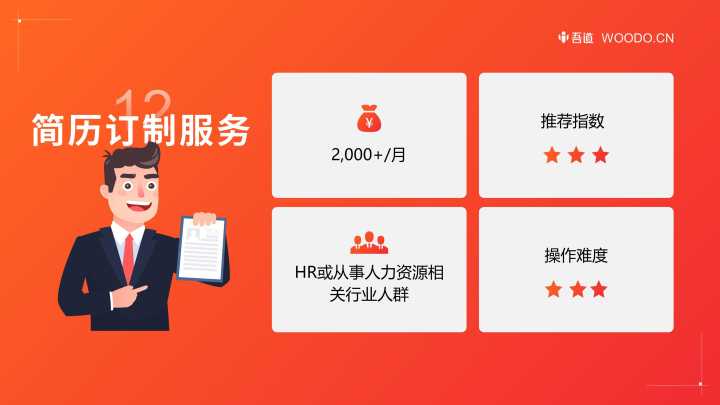 吾道 WOODO.CN
12
简历订制服务
¥
2,000+/月
推荐指数
HR或从事人力资源相
关行业人群
操作难度